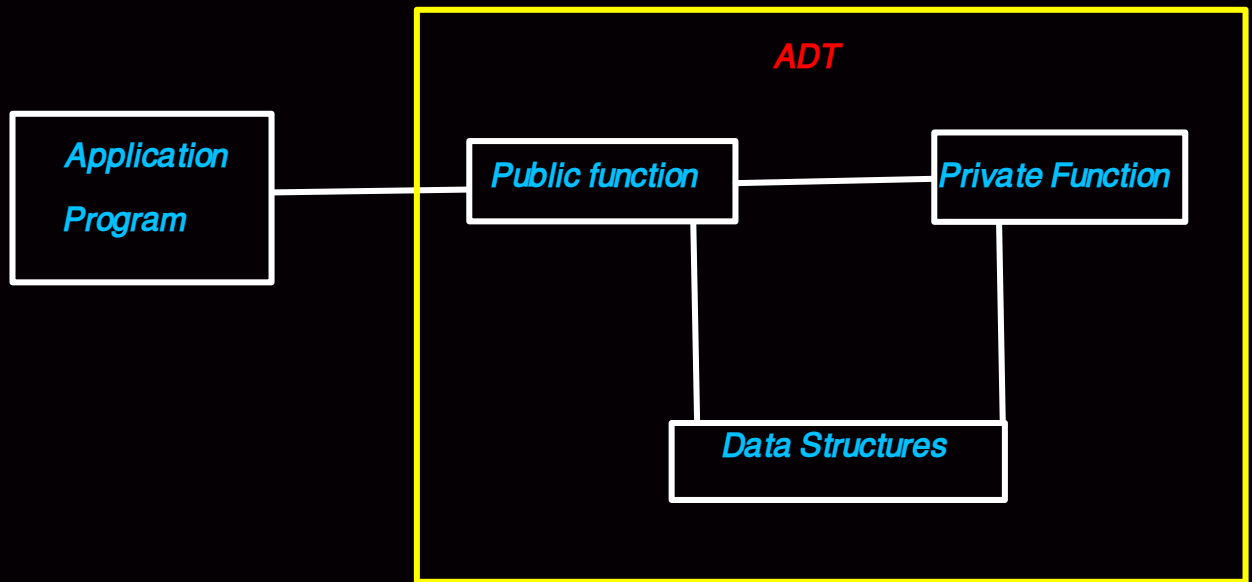 ADT
Application
Program
Public function
Private Function
Data Structures